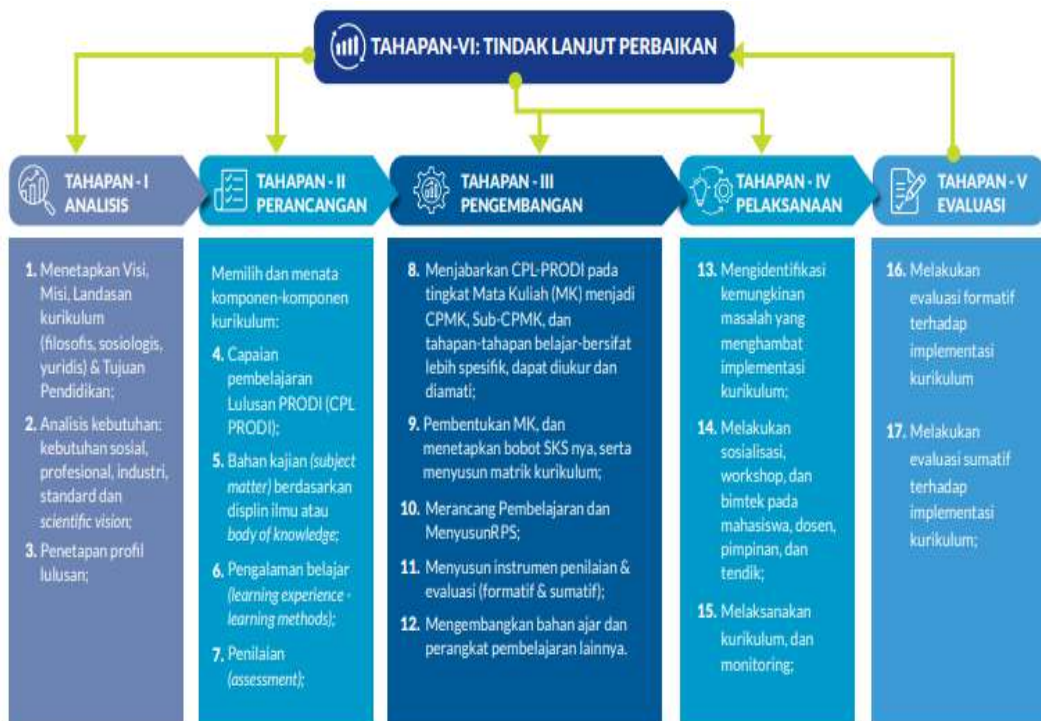 TAHAPAN-VI: TINDAK LANJUT PERBAIKAN
TAHAPAN - I
ANALISIS
1. Menetapkan Visi,
Misi, Landasan
kurikulum
(filosofis, sosiologis,
yuridis) & Tujuan
Pendidikan;
2. Analisis kebutuhan:
kebutuhan sosial,
profesional, industri,
standard dan
scientific vision;
3. Penetapan profil
lulusan;
TAHAPAN - II
PERANCANGAN
Memilih dan menata
komponen-komponen
kurikulum:
4. Capaian
pembelajaran
Lulusan PRODI (CPL
PRODI);
5. Bahan kajian (subject
matter) berdasarkan
displin ilmu atau
body of knowledge;
6. Pengalaman belajar
(learning experience -
learning methods);
7. Penilaian
(assessment);
TAHAPAN - III
PENGEMBANGAN
8. Menjabarkan CPL-PRODI pada
tingkat Mata Kuliah (MK) menjadi
CPMK, Sub-CPMK, dan
tahapan-tahapan belajar-bersifat
lebih spesifik, dapat diukur dan
diamati;
9. Pembentukan MK, dan
menetapkan bobot SKS nya, serta
menyusun matrik kurikulum;
10. Merancang Pembelajaran dan
MenyusunRPS;
11. Menyusun instrumen penilaian &
evaluasi (formatif & sumatif);
12. Mengembangkan bahan ajar dan
perangkat pembelajaran lainnya.
TAHAPAN - IV
PELAKSANAAN
13. Mengidentifikasi
kemungkinan
masalah yang
menghambat
implementasi
kurikulum;
14. Melakukan
sosialisasi,
workshop, dan
bimtek pada
mahasiswa, dosen,
pimpinan, dan
tendik;
15. Melaksanakan
kurikulum, dan
monitoring;
TAHAPAN - V
EVALUASI
16. Melakukan
evaluasi formatif
terhadap
implementasi
kurikulum
17. Melakukan
evaluasi sumatif
terhadap
implementasi
kurikulum;